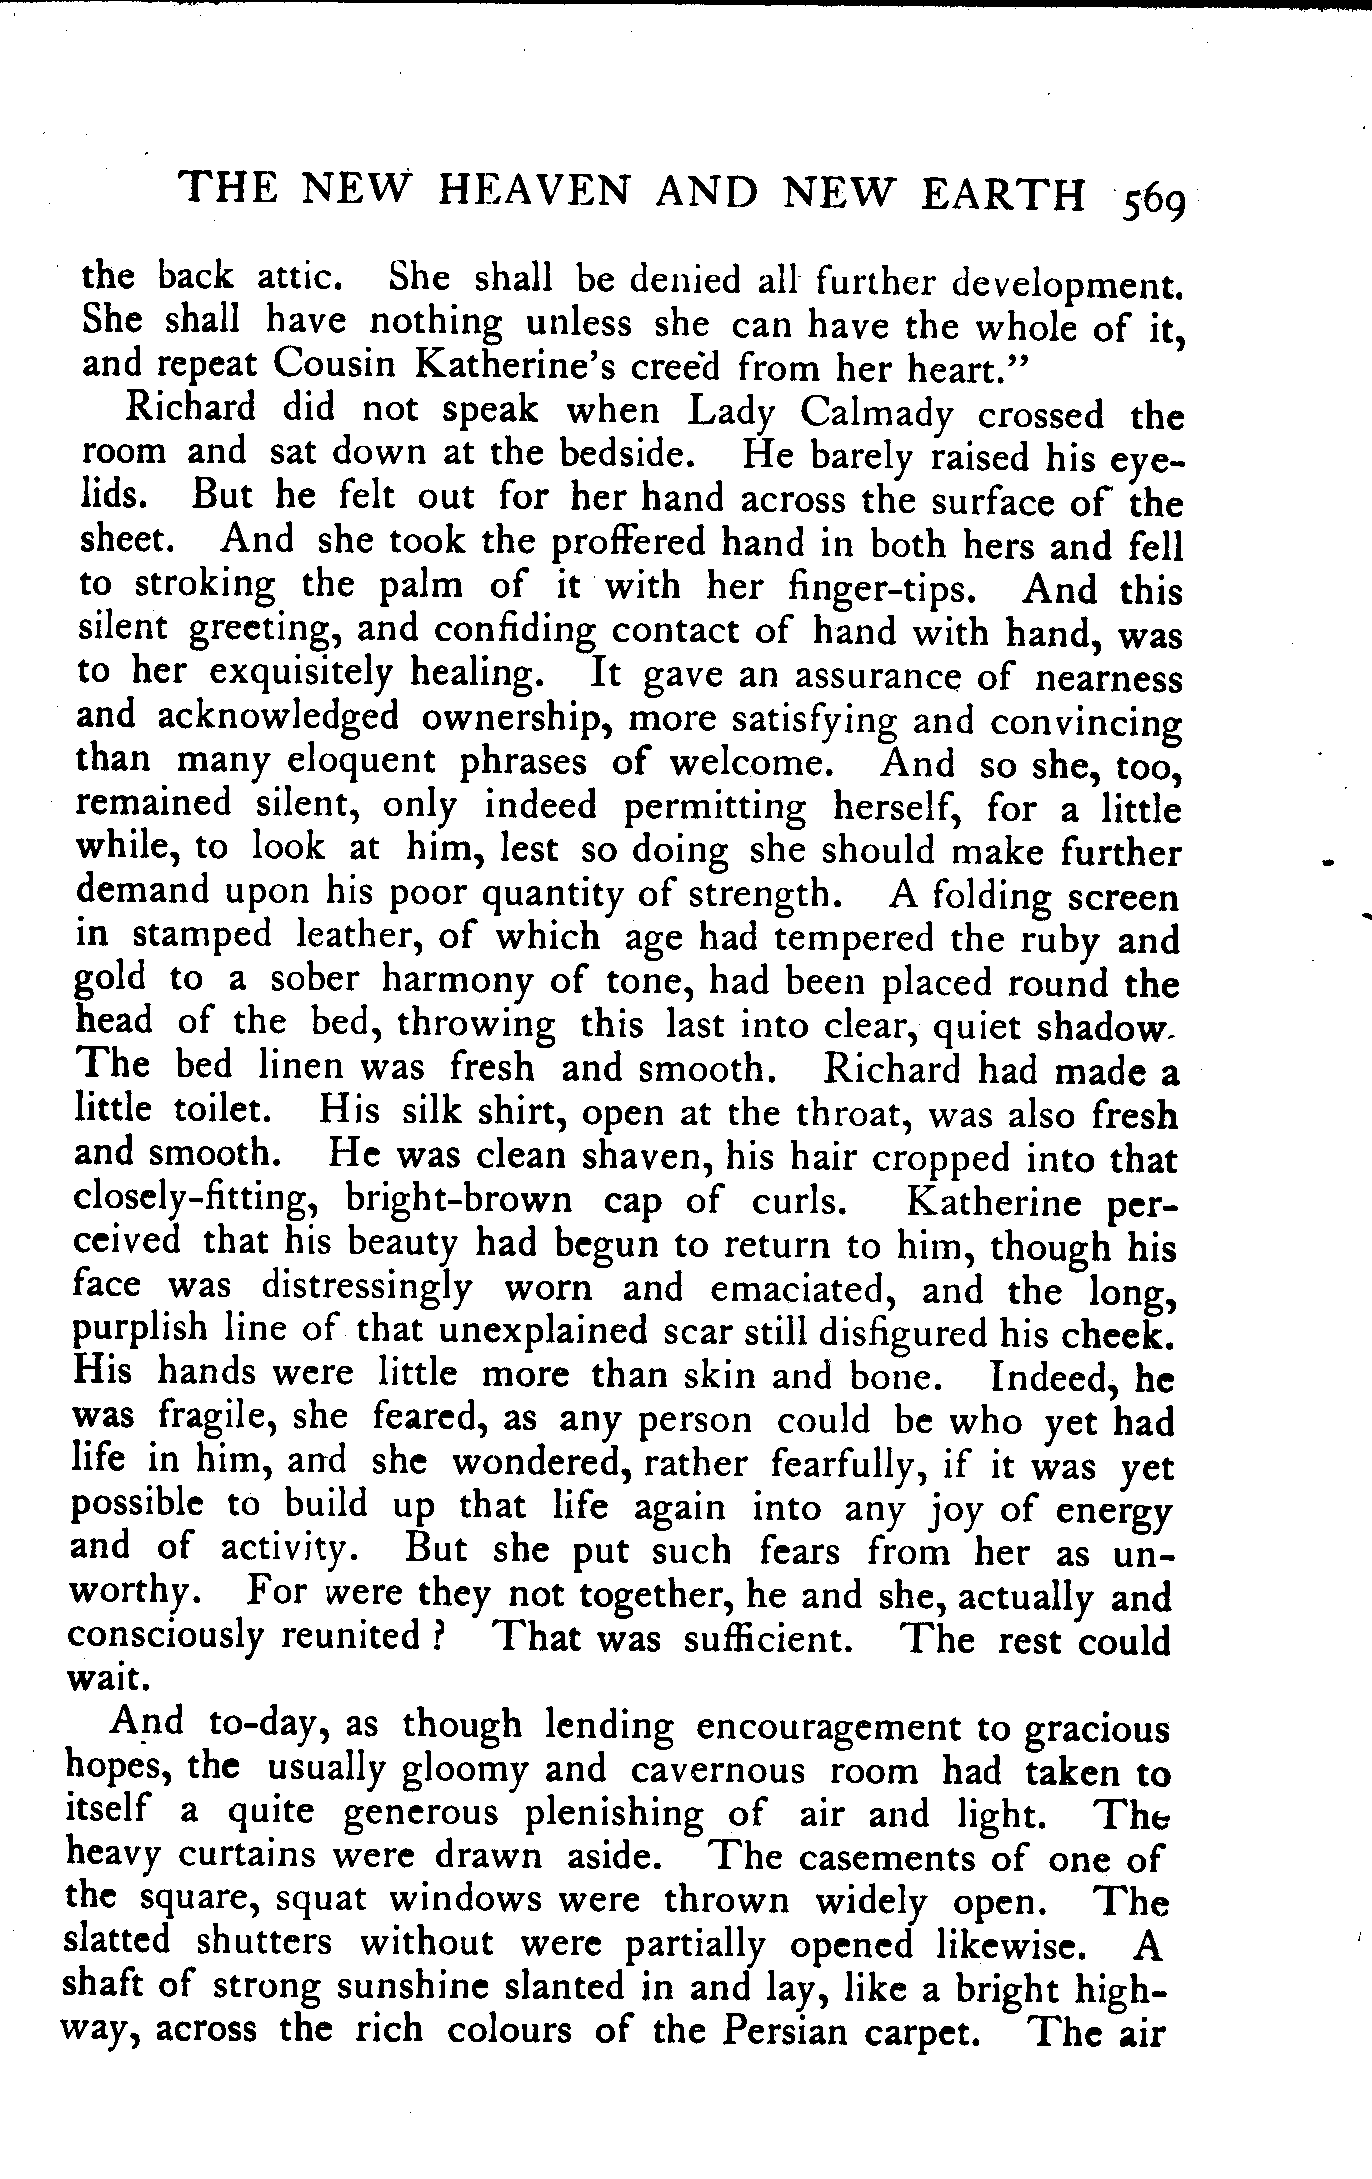 THE NEW HEAVEN AND NEW EARTH 569
the back attic. She shall be denied all further development.
She shall have nothing unless she can have the whole of it,
and repeat Cousin Katherine's creed from her heart."
Richard did not speak when Lady Calmady crossed the
room and sat down at the bedside. He barely raised his eye-
lids. But he felt out for her hand across the surface of the
sheet. And she took the proffered hand in both hers and fell
to stroking the palm of it with her finger-tips. And this
silent greeting, and confiding contact of hand with hand, was
to her exquisitely healing. It gave an assurance of nearness
and acknowledged ownership, more satisfying and convincing
than many eloquent phrases of welcome. And so she, too,
remained silent, only indeed permitting herself, for a little
while, to look at him, lest so doing she should make further
demand upon his poor quantity of strength. A folding screen
in stamped leather, of which age had tempered the ruby and
gold to a sober harmony of tone, had been placed round the
head of the bed, throwing this last into clear, quiet shadow.
The bed linen was fresh and smooth. Richard had made a
little toilet. His silk shirt, open at the throat, was also fresh
and smooth. He was clean shaven, his hair cropped into that
closely-fitting, bright-brown cap of curls. Katherine per-
ceived that his beauty had begun to return to him, though his
face was distressingly worn and emaciated, and the long,
purplish line of that unexplained scar still disfigured his cheek.
His hands were little more than skin and bone. Indeed, he
was fragile, she feared, as any person could be who yet had
life in him, and she wondered, rather fearfully, if it was yet
possible to build up that life again into any joy of energy
and of activity. But she put such fears from her as un-
worthy. For were they not together, he and she, actually and
consciously reunited? That was sufficient. The rest could
wait.
And to-day, as though lending encouragement to gracious
hopes, the usually gloomy and cavernous room had taken to
itself a quite generous plenishing of air and light. The
heavy curtains were drawn aside. The casements of one of
the square, squat windows were thrown widely open. The
slatted shutters without were partially opened likewise. A
shaft of strong sunshine slanted in and lay, like a bright high-
way, across the rich colours of the Persian carpet. The air